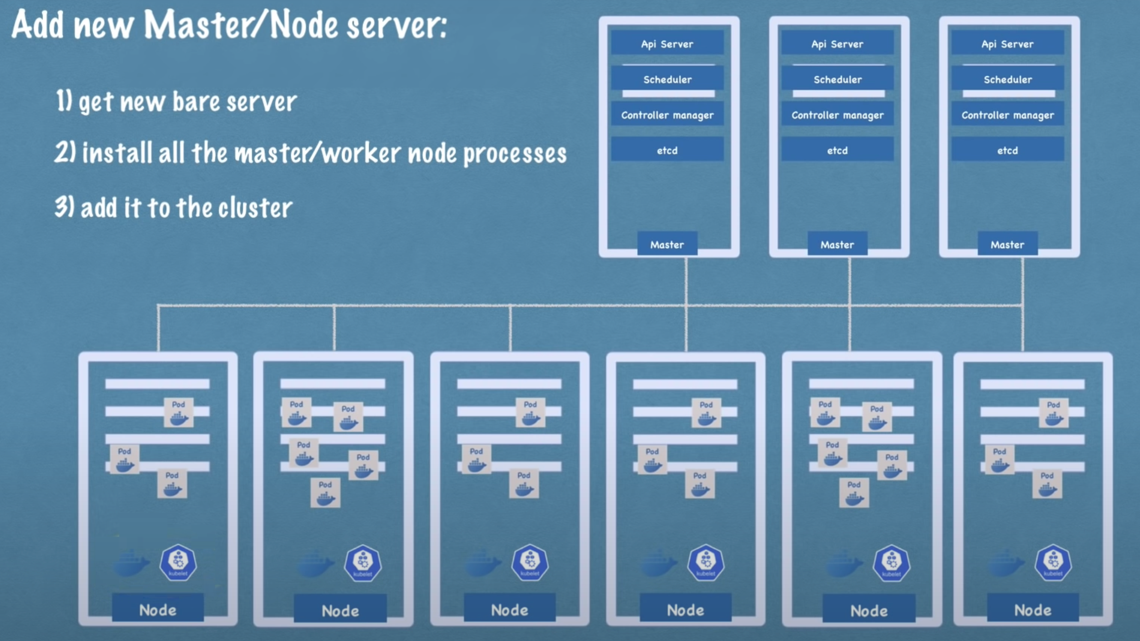 Add new Master/Node server:
1) get new bare server
2) install all the master/worker node processes
3) add it to the cluster
Api Server
Scheduler
Controller manager
etcd
Master
Api Server
Scheduler
Controller manager
etcd
Master
Api Server
Scheduler
Controller manager
etcd
Master
Pod
Pod
Pod
kubelet
Node
Pod
Pod
Pod
Pod
Pod
kubelet
Node
Pod
Pod
Pod
kubelet
Node
Pod
Pod
Pod
kubelet
Node
Pod
Pod
Pod
Pod
Pod
kubelet
Node
Pod
Pod
Pod
kubelet
Node